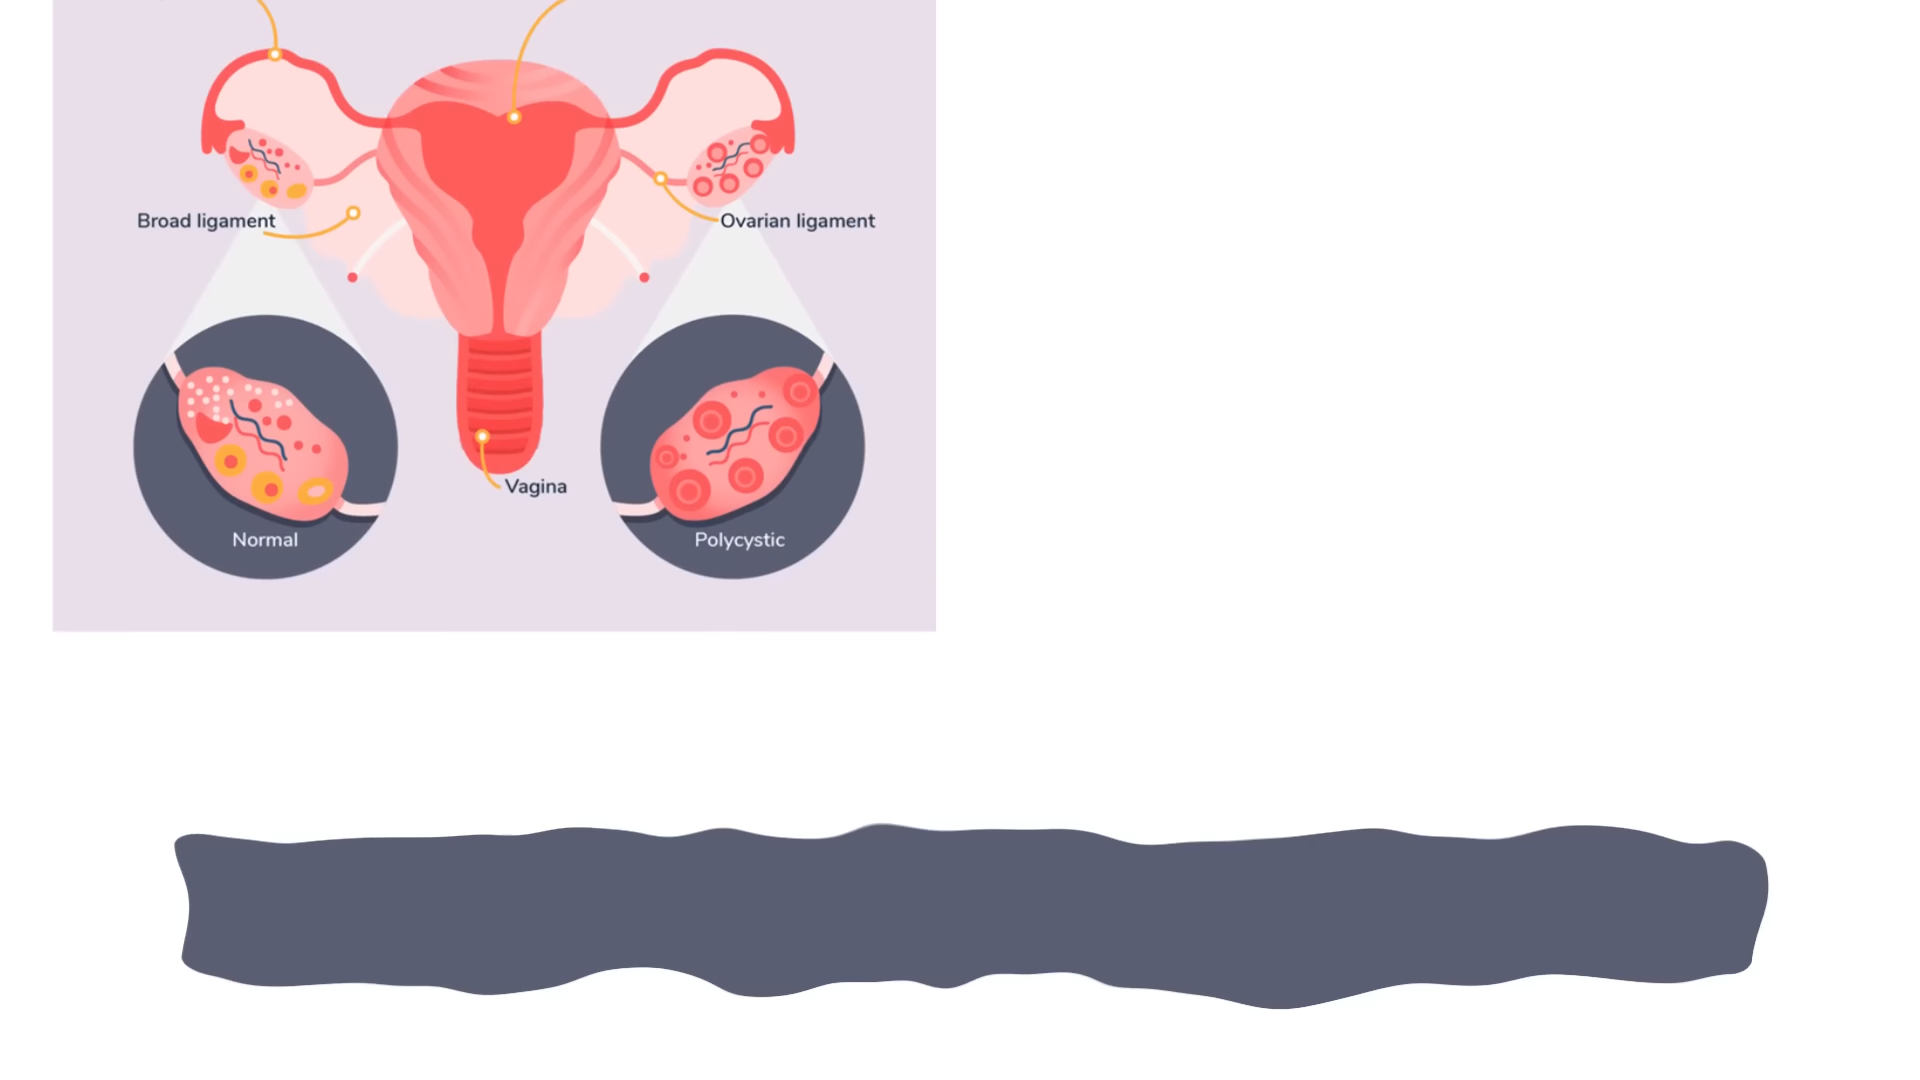 Broad ligament
Ovarian ligament
Vagina
Normal
Polycystic